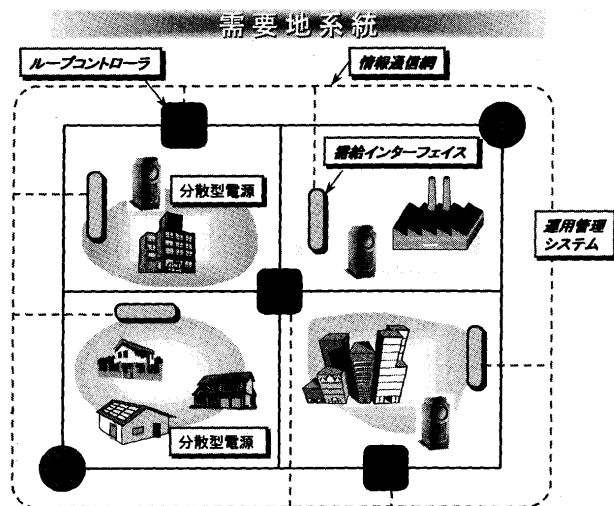 需要地系統
ループコントローラ
情報通信網
需給インターフェイス
分散型電源
運用管理
システム
分散型電源